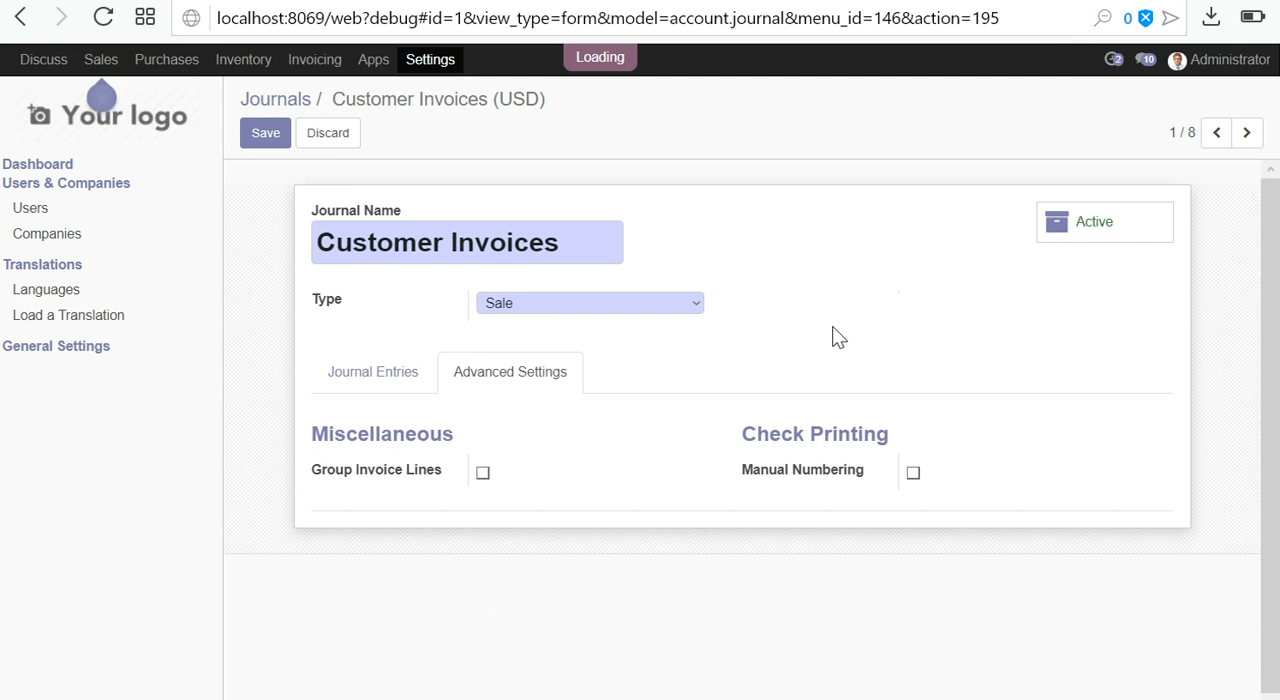 localhost:8069/web?debug#id=1&view_type=form&model=account.journal&menu_id=146&action=195
0
Discuss Sales Purchases Inventory Invoicing Apps Settings Loading 2 10 Administrator
Your logo
Journals / Customer Invoices (USD)
Save Discard 1 / 8
Dashboard
Users & Companies
Users
Companies
Translations
Languages
Load a Translation
General Settings
Journal Name
Customer Invoices
Active
Type Sale
Journal Entries Advanced Settings
Miscellaneous Check Printing
Group Invoice Lines Manual Numbering